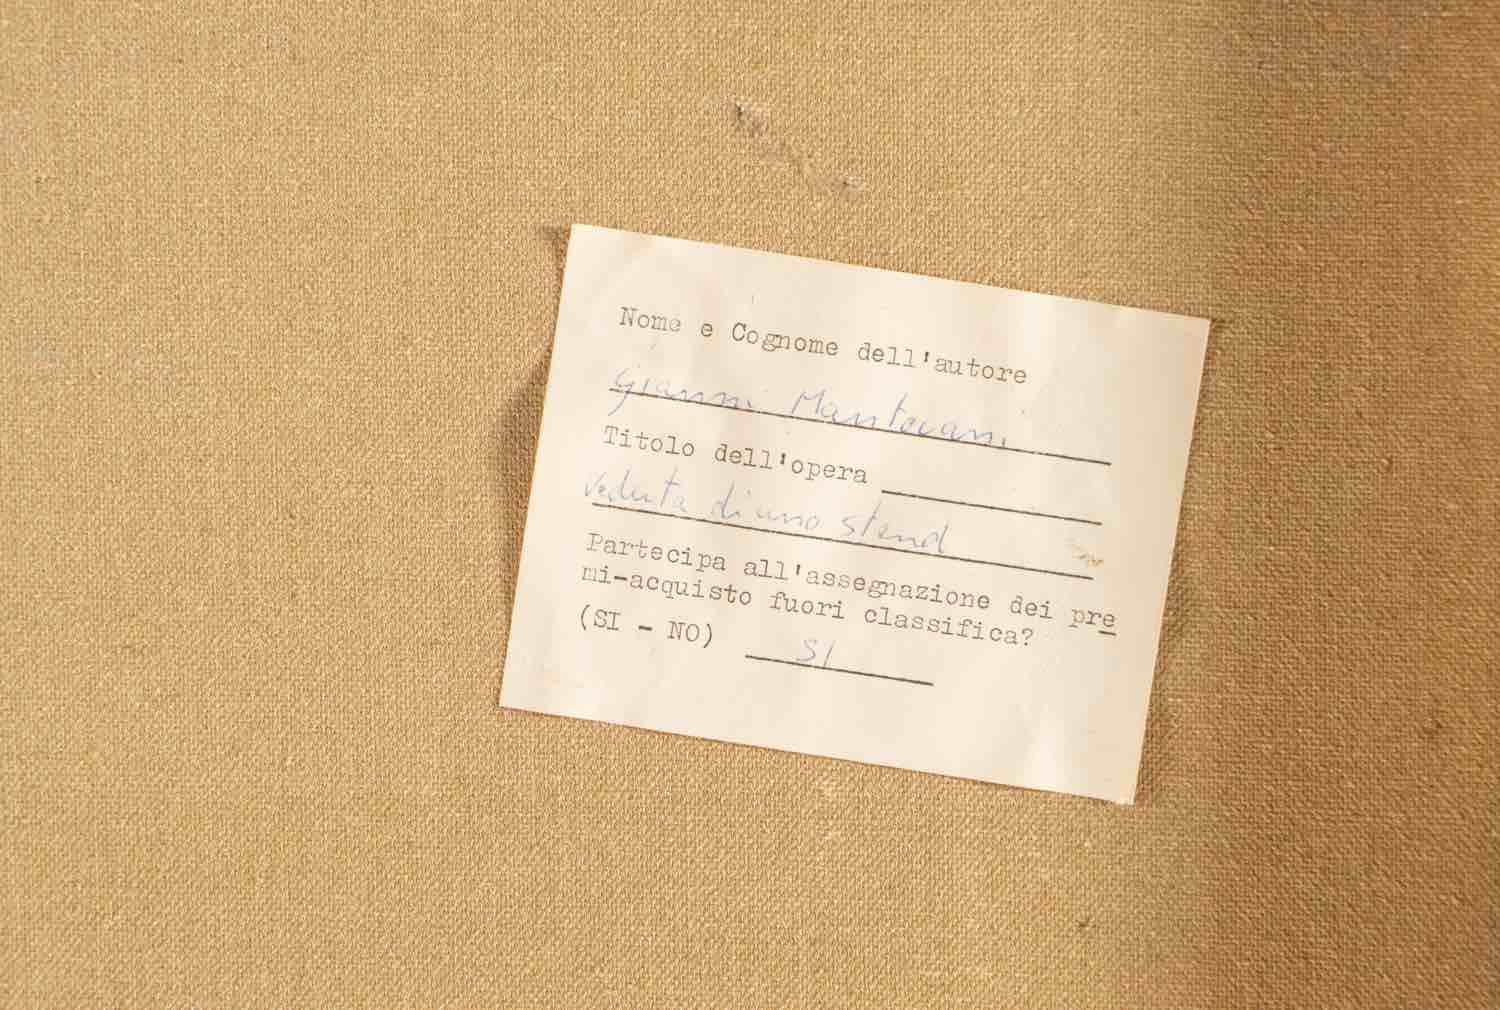 Nome e Cognome dell'autore
Gianni Mantovani
Titolo dell'opera
veduta di uno stend
Partecipa all'assegnazione dei pre
mi-acquisto fuori classifica?
(SI - NO) SI